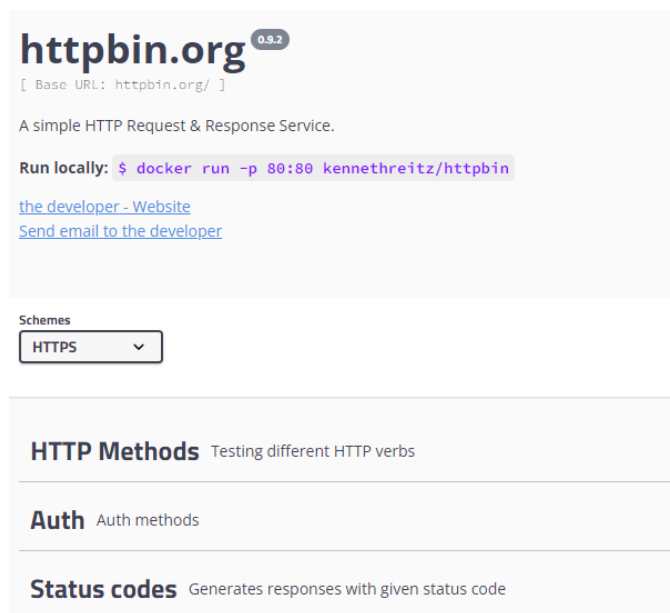 httpbin.org 0.9.2
[ Base URL: httpbin.org/ ]
A simple HTTP Request & Response Service.
Run locally: $ docker run -p 80:80 kennethreitz/httpbin
the developer - Website
Send email to the developer
Schemes
HTTPS
HTTP Methods Testing different HTTP verbs
Auth Auth methods
Status codes Generates responses with given status code